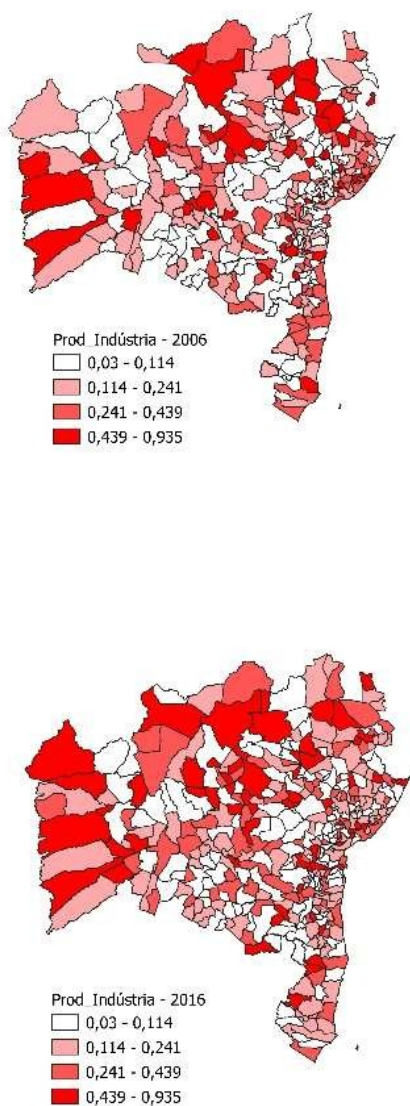 Prod_Indústria - 2006
0,03 - 0,114
0,114 - 0,241
0,241 - 0,439
0,439 - 0,935
Prod_Indústria - 2016
0,03 - 0,114
0,114 - 0,241
0,241 - 0,439
0,439 - 0,935